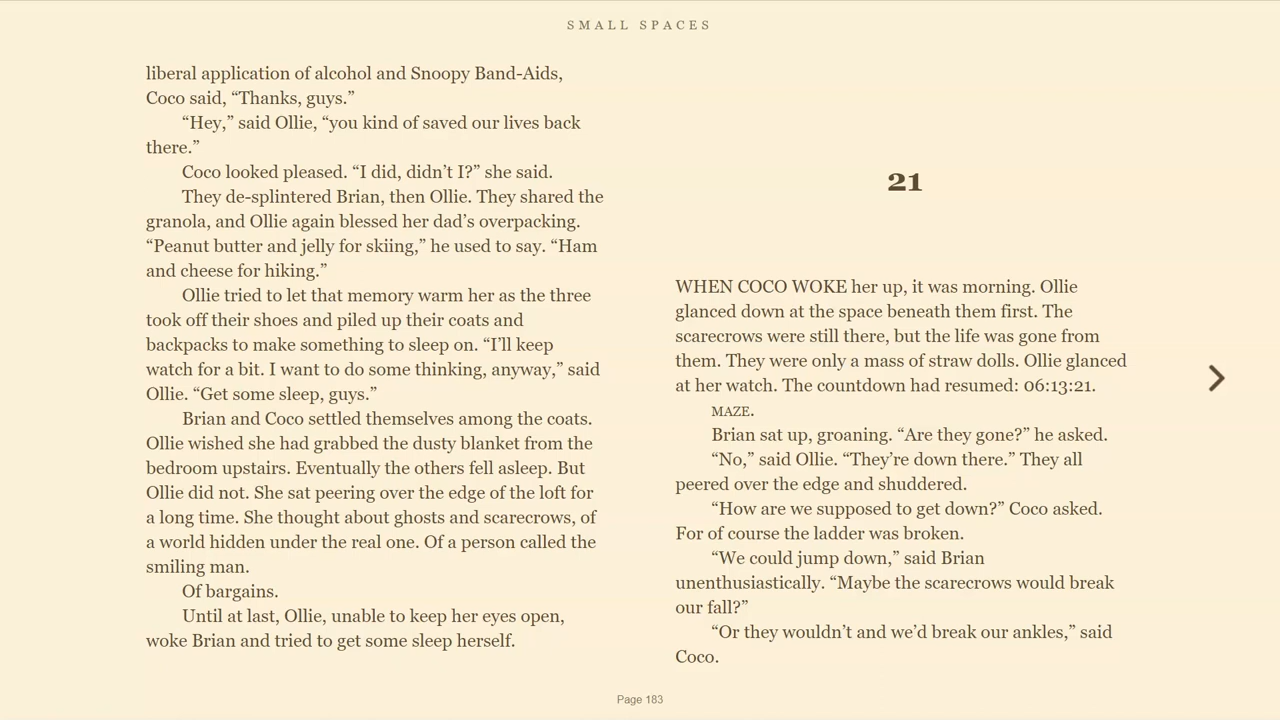 SMALL SPACES
liberal application of alcohol and Snoopy Band-Aids,
Coco said, “Thanks, guys.”
“Hey,” said Ollie, “you kind of saved our lives back
there.”
Coco looked pleased. “I did, didn’t I?” she said.
They de-splintered Brian, then Ollie. They shared the
granola, and Ollie again blessed her dad’s overpacking.
“Peanut butter and jelly for skiing,” he used to say. “Ham
and cheese for hiking.”
Ollie tried to let that memory warm her as the three
took off their shoes and piled up their coats and
backpacks to make something to sleep on. “I’ll keep
watch for a bit. I want to do some thinking, anyway,” said
Ollie. “Get some sleep, guys.”
Brian and Coco settled themselves among the coats.
Ollie wished she had grabbed the dusty blanket from the
bedroom upstairs. Eventually the others fell asleep. But
Ollie did not. She sat peering over the edge of the loft for
a long time. She thought about ghosts and scarecrows, of
a world hidden under the real one. Of a person called the
smiling man.
Of bargains.
Until at last, Ollie, unable to keep her eyes open,
woke Brian and tried to get some sleep herself.
21
WHEN COCO WOKE her up, it was morning. Ollie
glanced down at the space beneath them first. The
scarecrows were still there, but the life was gone from
them. They were only a mass of straw dolls. Ollie glanced
at her watch. The countdown had resumed: 06:13:21.
MAZE.
Brian sat up, groaning. “Are they gone?” he asked.
“No,” said Ollie. “They’re down there.” They all
peered over the edge and shuddered.
“How are we supposed to get down?” Coco asked.
For of course the ladder was broken.
“We could jump down,” said Brian
unenthusiastically. “Maybe the scarecrows would break
our fall?”
“Or they wouldn’t and we’d break our ankles,” said
Coco.
Page 183